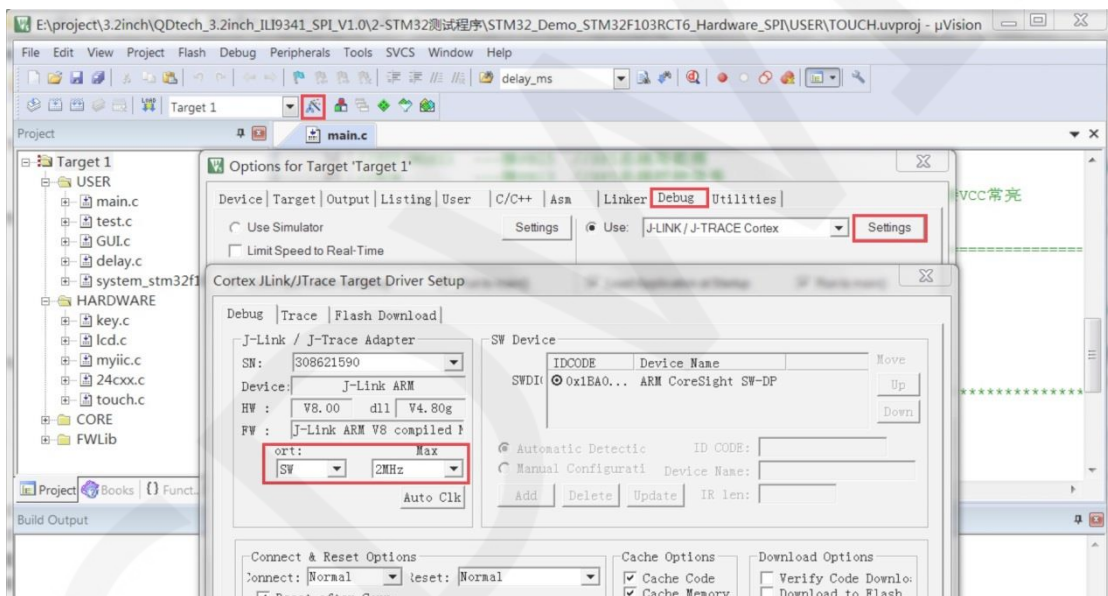 E:\project\3.2inch\QDtech_3.2inch_ILI9341_SPI_V1.0\2-STM32测试程序\STM32_Demo_STM32F103RCT6_Hardware_SPI\USER\TOUCH.uvproj - µVision
File Edit View Project Flash Debug Peripherals Tools SVCS Window Help
delay_ms
LOAD Target 1
Project
main.c
Target 1
USER
main.c
test.c
GUI.c
delay.c
system_stm32f1
HARDWARE
key.c
lcd.c
myiic.c
24cxx.c
touch.c
CORE
FWLib
Project Books {} Funct...
Build Output
VCC常亮
==============
*************
Options for Target 'Target 1'
Device Target Output Listing User C/C++ Asm Linker Debug Utilities
Use Simulator Settings Use: J-LINK / J-TRACE Cortex Settings
Limit Speed to Real-Time
Cortex JLink/JTrace Target Driver Setup
Debug Trace Flash Download
J-Link / J-Trace Adapter
SN: 308621590
Device: J-Link ARM
HW : V8.00 dll V4.80g
FW : J-Link ARM V8 compiled M
ort: Max
SW 2MHz
Auto Clk
SW Device
IDCODE Device Name
SWDI( 0x1BA0... ARM CoreSight SW-DP
Move
Up
Down
Automatic Detectic ID CODE:
Manual Configurati Device Name:
Add Delete Update IR len:
Connect & Reset Options
Connect: Normal Reset: Normal
Cache Options
Cache Code
Cache Memory
Download Options
Verify Code Downlo:
Download to Flash